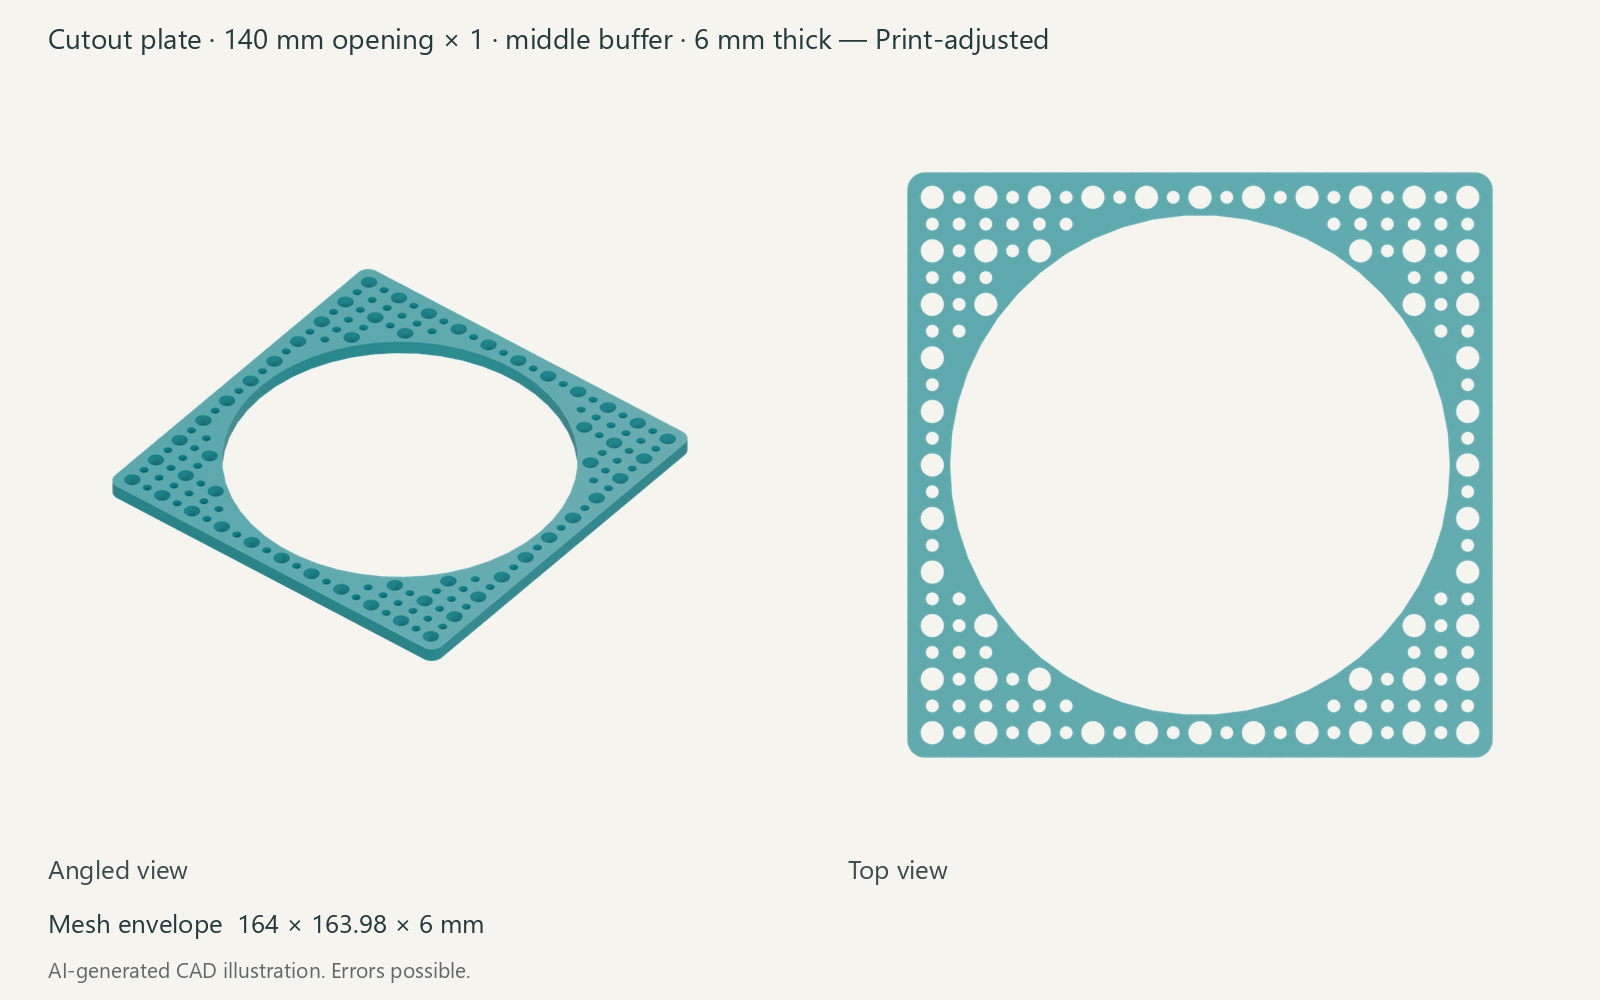 Cutout plate · 140 mm opening × 1 · middle buffer · 6 mm thick — Print-adjusted
Angled view
Top view
Mesh envelope 164 × 163.98 × 6 mm
AI-generated CAD illustration. Errors possible.